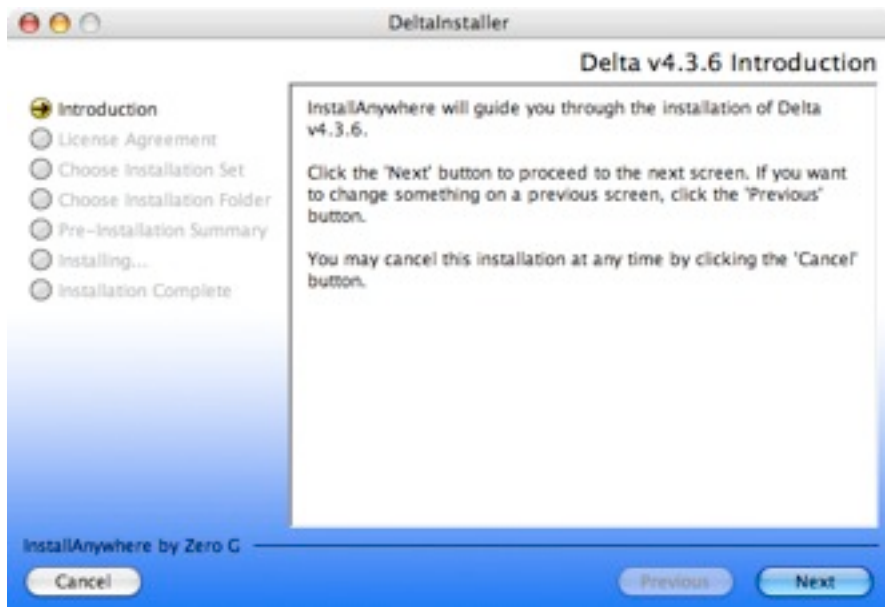 DeltaInstaller
Delta v4.3.6 Introduction
Introduction
License Agreement
Choose Installation Set
Choose Installation Folder
Pre-Installation Summary
Installing...
Installation Complete
InstallAnywhere will guide you through the installation of Delta
v4.3.6.
Click the 'Next' button to proceed to the next screen. If you want
to change something on a previous screen, click the 'Previous'
button.
You may cancel this installation at any time by clicking the 'Cancel'
button.
InstallAnywhere by Zero G
Cancel
Previous
Next